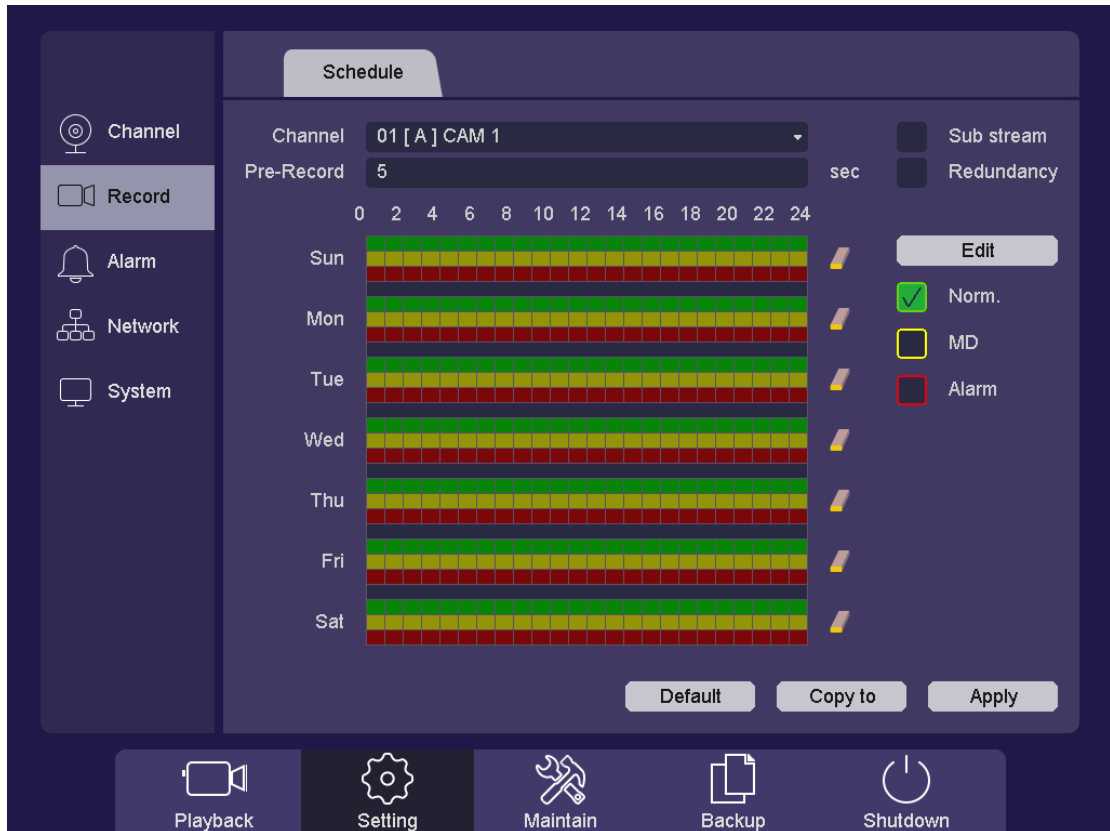 Schedule
Channel
Record
Alarm
Network
System
Channel 01 [ A ] CAM 1 Sub stream
Pre-Record 5 sec Redundancy
0 2 4 6 8 10 12 14 16 18 20 22 24
Sun
Mon
Tue
Wed
Thu
Fri
Sat
Edit
Norm.
MD
Alarm
Default Copy to Apply
Playback Setting Maintain Backup Shutdown